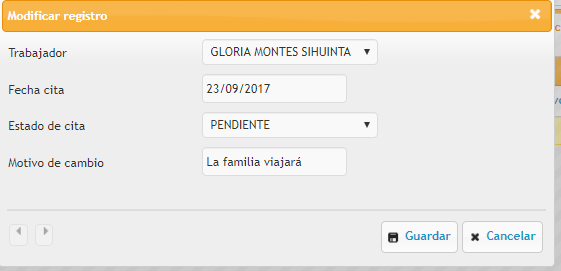 Modificar registro
Trabajador GLORIA MONTES SIHUINTA
Fecha cita 23/09/2017
Estado de cita PENDIENTE
Motivo de cambio La familia viajará
Guardar Cancelar